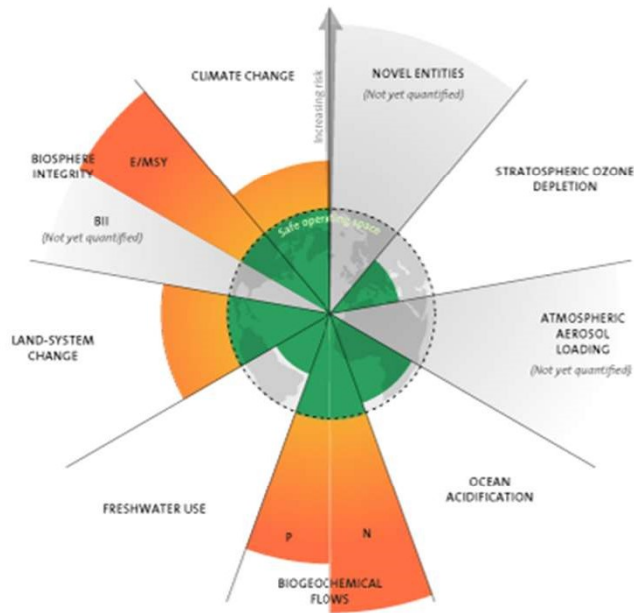 CLIMATE CHANGE
Increasing risk
NOVEL ENTITIES
(Not yet quantified)
STRATOSPHERIC OZONE
DEPLETION
ATMOSPHERIC
AEROSOL
LOADING
(Not yet quantified)
OCEAN
ACIDIFICATION
N
P
BIOGEOCHEMICAL
FLOWS
FRESHWATER USE
LAND-SYSTEM
CHANGE
BII
(Not yet quantified)
BIOSPHERE
INTEGRITY
E/MSY
Safe operating space